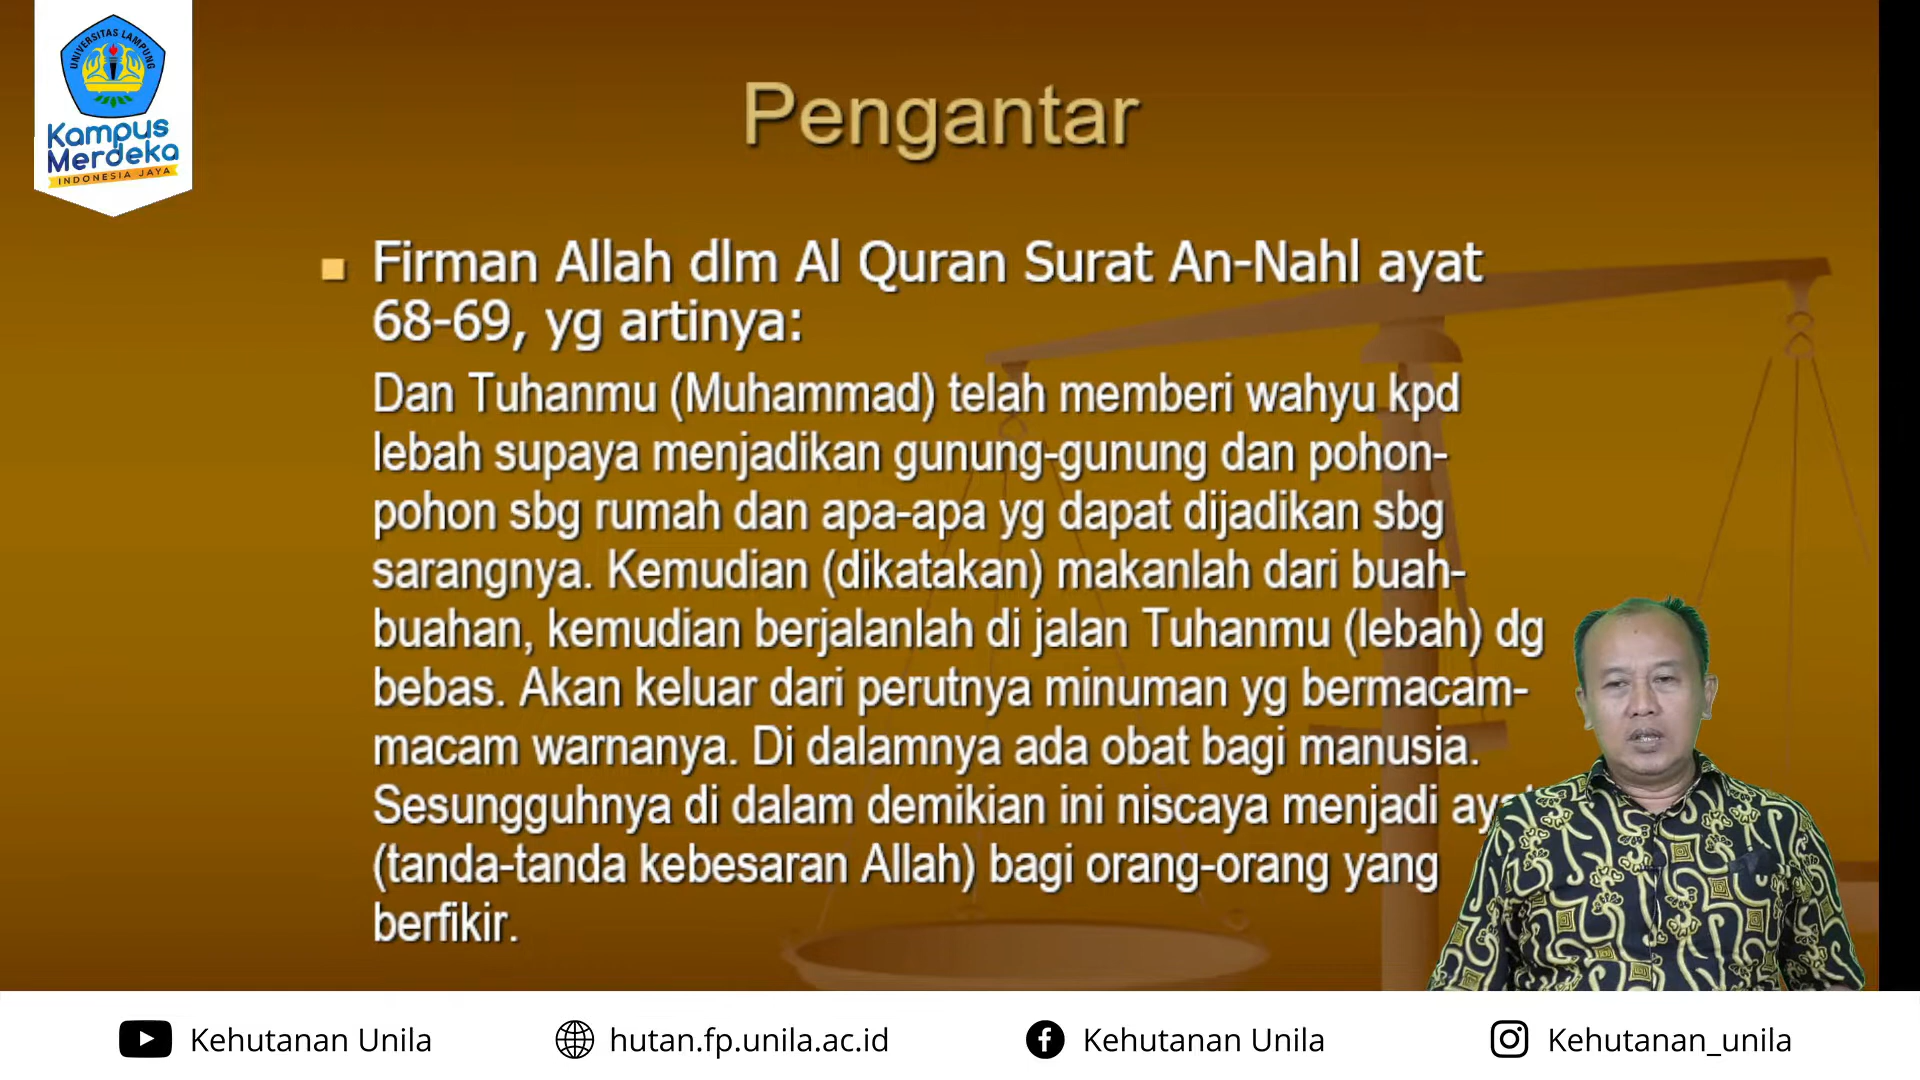 UNIVERSITAS LAMPUNG
Kampus
Merdeka
INDONESIA JAYA
Pengantar
Firman Allah dlm Al Quran Surat An-Nahl ayat
68-69, yg artinya:
Dan Tuhanmu (Muhammad) telah memberi wahyu kpd
lebah supaya menjadikan gunung-gunung dan pohon-
pohon sbg rumah dan apa-apa yg dapat dijadikan sbg
sarangnya. Kemudian (dikatakan) makanlah dari buah-
buahan, kemudian berjalanlah di jalan Tuhanmu (lebah) dg
bebas. Akan keluar dari perutnya minuman yg bermacam-
macam warnanya. Di dalamnya ada obat bagi manusia.
Sesungguhnya di dalam demikian ini niscaya menjadi
(tanda-tanda kebesaran Allah) bagi orang-orang yang
berfikir.
Kehutanan Unila
hutan.fp.unila.ac.id
Kehutanan Unila
Kehutanan_unila